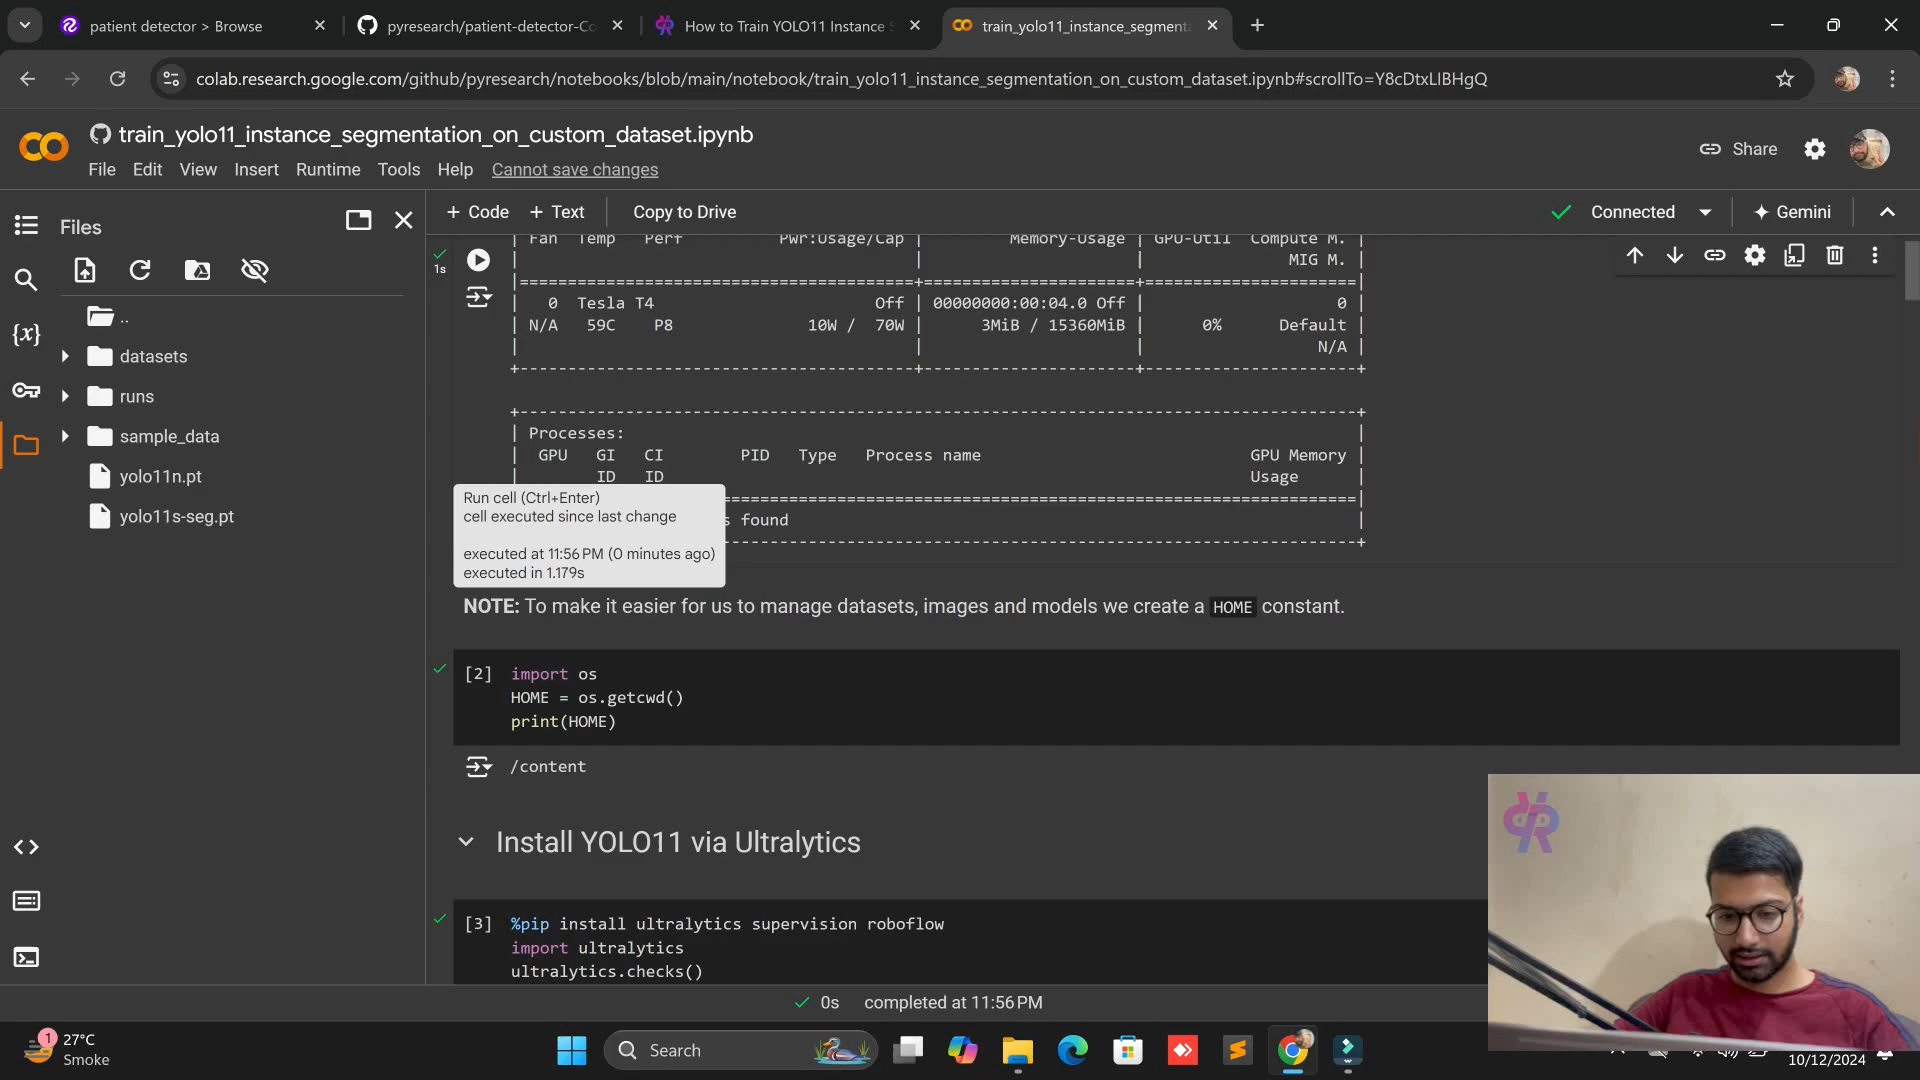 patient detector > Browse
pyresearch/patient-detector-Co
How to Train YOLO11 Instance S
train_yolo11_instance_segmenta
colab.research.google.com/github/pyresearch/notebooks/blob/main/notebook/train_yolo11_instance_segmentation_on_custom_dataset.ipynb#scrollTo=Y8cDtxLlBHgQ
train_yolo11_instance_segmentation_on_custom_dataset.ipynb
File Edit View Insert Runtime Tools Help Cannot save changes
Share
Files
+ Code + Text Copy to Drive
Connected
Gemini
..
datasets
runs
sample_data
yolo11n.pt
yolo11s-seg.pt
1s
| Fan Temp Perf Pwr:Usage/Cap | Memory-Usage | GPU-Util Compute M. |
| | | MIG M. |
|=========================================+======================+======================|
| 0 Tesla T4 Off | 00000000:00:04.0 Off | 0 |
| N/A 59C P8 10W / 70W | 3MiB / 15360MiB | 0% Default |
| | | N/A |
+-----------------------------------------+----------------------+----------------------+
+---------------------------------------------------------------------------------------+
| Processes: |
| GPU GI CI PID Type Process name GPU Memory |
| ID ID Usage |
s found |
Run cell (Ctrl+Enter)
cell executed since last change
executed at 11:56 PM (0 minutes ago)
executed in 1.179s
NOTE: To make it easier for us to manage datasets, images and models we create a HOME constant.
[2] import os
HOME = os.getcwd()
print(HOME)
/content
Install YOLO11 via Ultralytics
[3] %pip install ultralytics supervision roboflow
import ultralytics
ultralytics.checks()
0s completed at 11:56 PM
1
27°C
Smoke
Search
10/12/2024